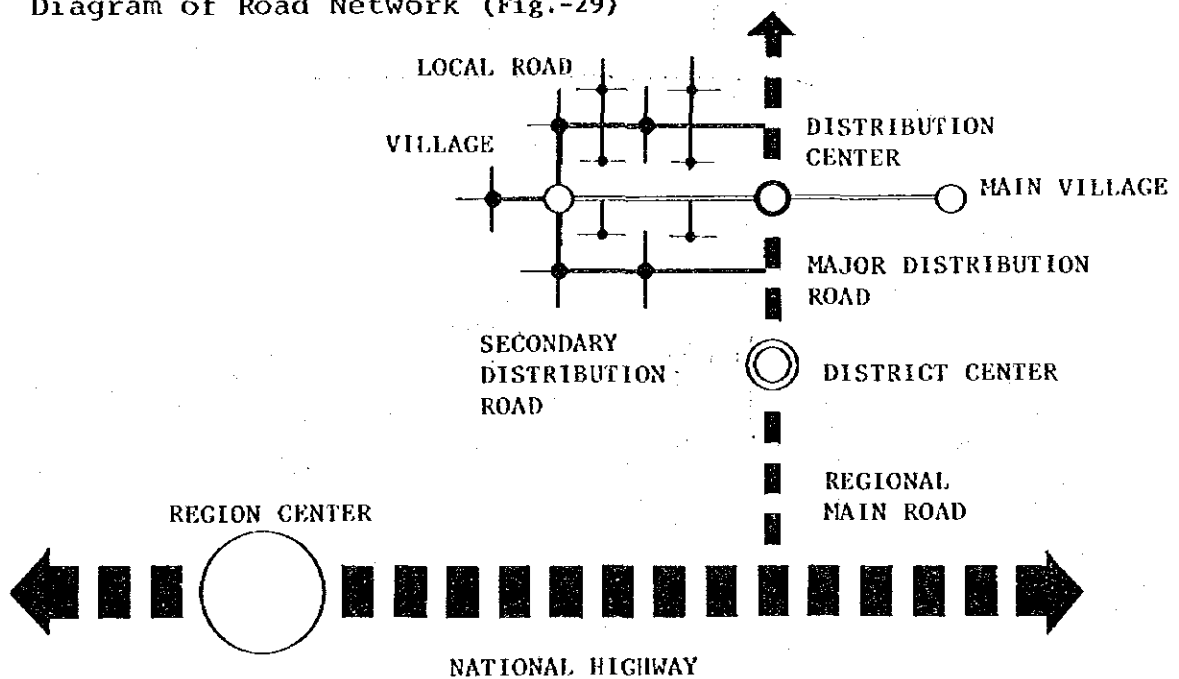 Diagram of Road Network (Fig.-29)
LOCAL ROAD
VILLAGE
DISTRIBUTION
CENTER
MAIN VILLAGE
MAJOR DISTRIBUTION
ROAD
SECONDARY
DISTRIBUTION
ROAD
DISTRICT CENTER
REGIONAL
MAIN ROAD
REGION CENTER
NATIONAL HIGHWAY